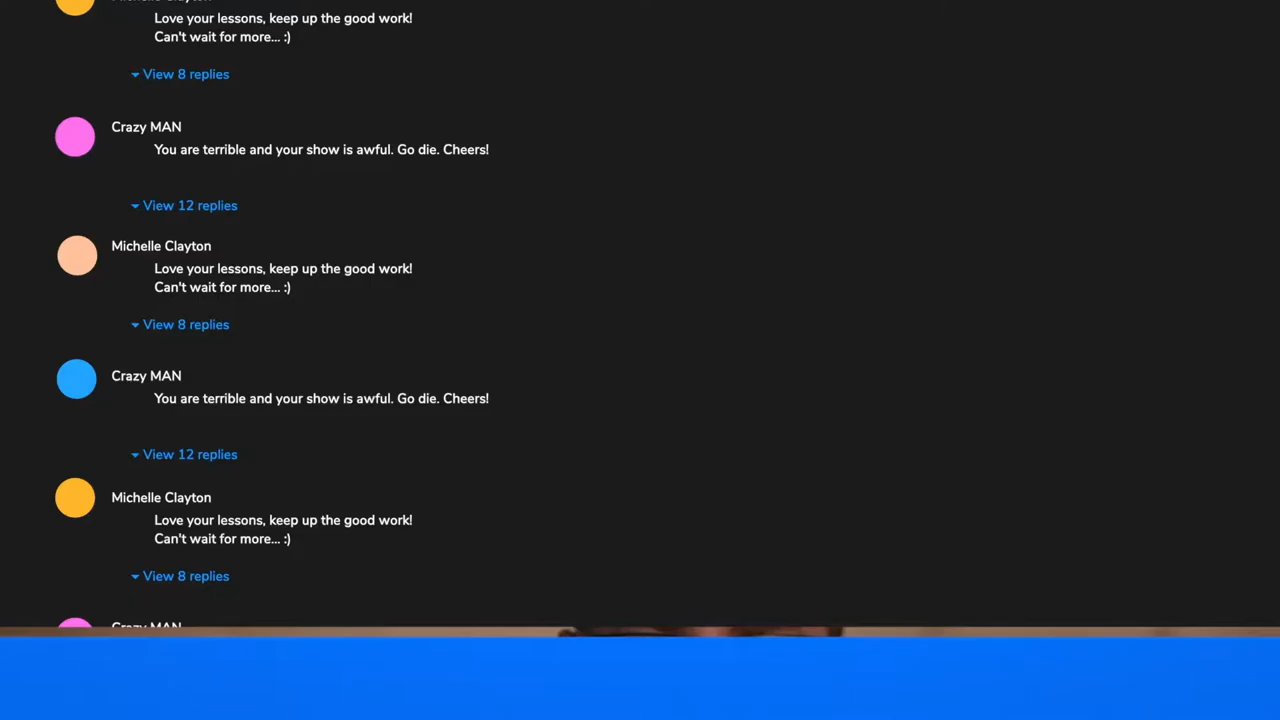 Love your lessons, keep up the good work!
Can't wait for more... :)
View 8 replies
Crazy MAN
You are terrible and your show is awful. Go die. Cheers!
View 12 replies
Michelle Clayton
Love your lessons, keep up the good work!
Can't wait for more... :)
View 8 replies
Crazy MAN
You are terrible and your show is awful. Go die. Cheers!
View 12 replies
Michelle Clayton
Love your lessons, keep up the good work!
Can't wait for more... :)
View 8 replies
Crazy MAN